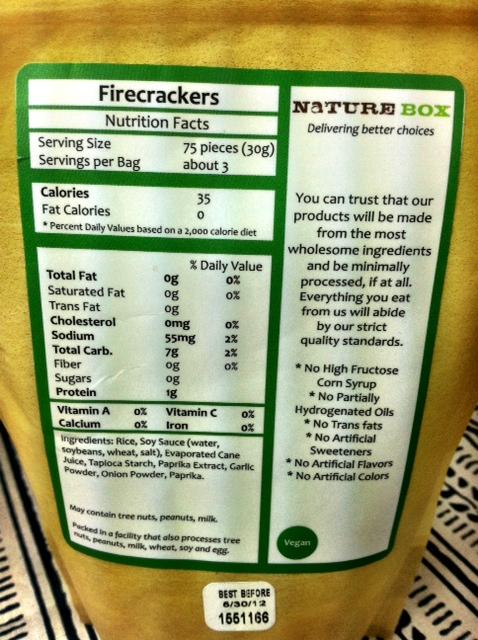 Firecrackers
Nutrition Facts
Serving Size 75 pieces (30g)
Servings per Bag about 3
Calories 35
Fat Calories 0
* Percent Daily Values based on a 2,000 calorie diet
% Daily Value
Total Fat 0g 0%
Saturated Fat 0g 0%
Trans Fat 0g
Cholesterol 0mg 0%
Sodium 55mg 2%
Total Carb. 7g 2%
Fiber 0g 0%
Sugars 0g
Protein 1g
Vitamin A 0% Vitamin C 0%
Calcium 0% Iron 0%
Ingredients: Rice, Soy Sauce (water,
soybeans, wheat, salt), Evaporated Cane
Juice, Tapioca Starch, Paprika Extract, Garlic
Powder, Onion Powder, Paprika.
May contain tree nuts, peanuts, milk.
Packed in a facility that also processes tree
nuts, peanuts, milk, wheat, soy and egg.
NATURE BOX
Delivering better choices
You can trust that our
products will be made
from the most
wholesome ingredients
and be minimally
processed, if at all.
Everything you eat
from us will abide
by our strict
quality standards.
* No High Fructose
Corn Syrup
* No Partially
Hydrogenated Oils
* No Trans fats
* No Artificial
Sweeteners
* No Artificial Flavors
* No Artificial Colors
Vegan
BEST BEFORE
6/30/12
1551166